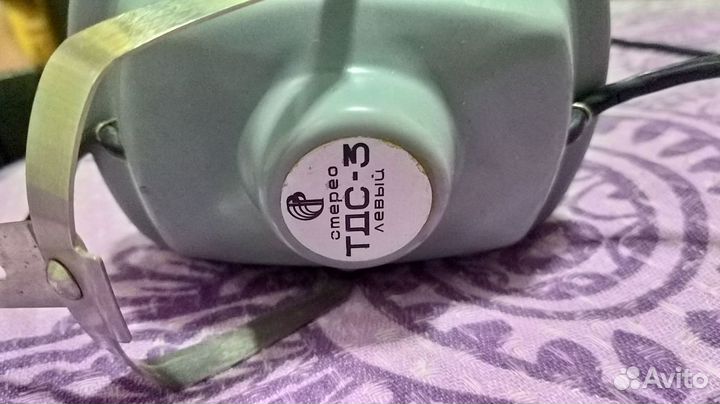 стерео
ТДС-3
левый
Avito